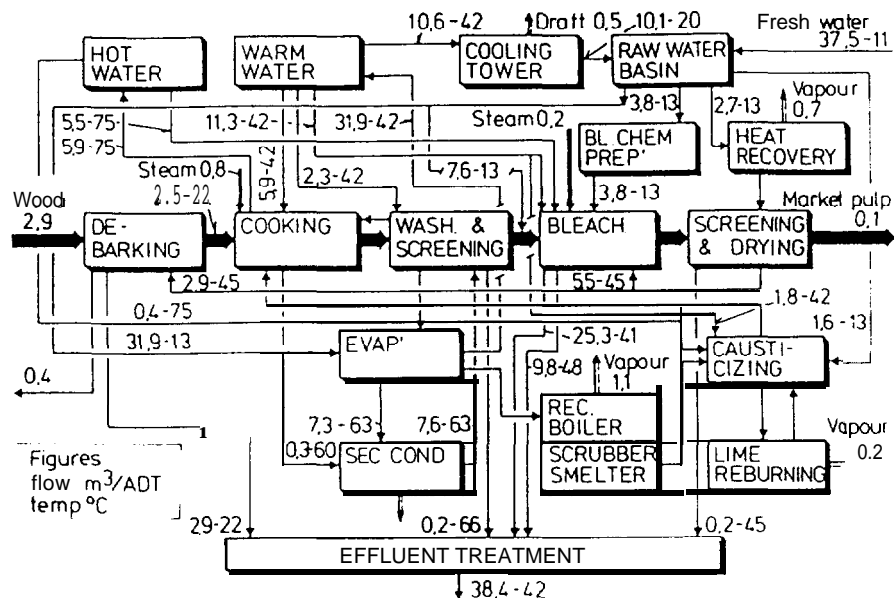 10,6-42
Draft 0,5
10,1-20
Fresh water
37,5-11
HOT
WATER
WARM
WATER
COOLING
TOWER
RAW WATER
BASIN
5,5-75
11,3-42
31,9-42
3,8-13
2,7-13
Vapour
0,7
5,9-75
Steam 0,2
BL. CHEM
PREP'
HEAT
RECOVERY
Steam 0,8
2.5-22
5,9-42
2,3-42
7,6-13
3,8-13
Wood
2,9
Market pulp
0,1
DE-
BARKING
COOKING
WASH. &
SCREENING
BLEACH
SCREENING
& DRYING
2,9-45
5,5-45
0,4-75
1,8-42
1,6-13
31,9-13
EVAP'
25,3-41
9,8-48
Vapour
1,1
CAUSTI-
CIZING
0,4
1
7,3-63
7,6-63
REC.
BOILER
Vapour
0.2
Figures
flow m³/ADT
temp °C
0,3-60
SEC COND
SCRUBBER
SMELTER
LIME
REBURNING
2,9-22
0,2-66
0,2-45
EFFLUENT TREATMENT
38,4-42